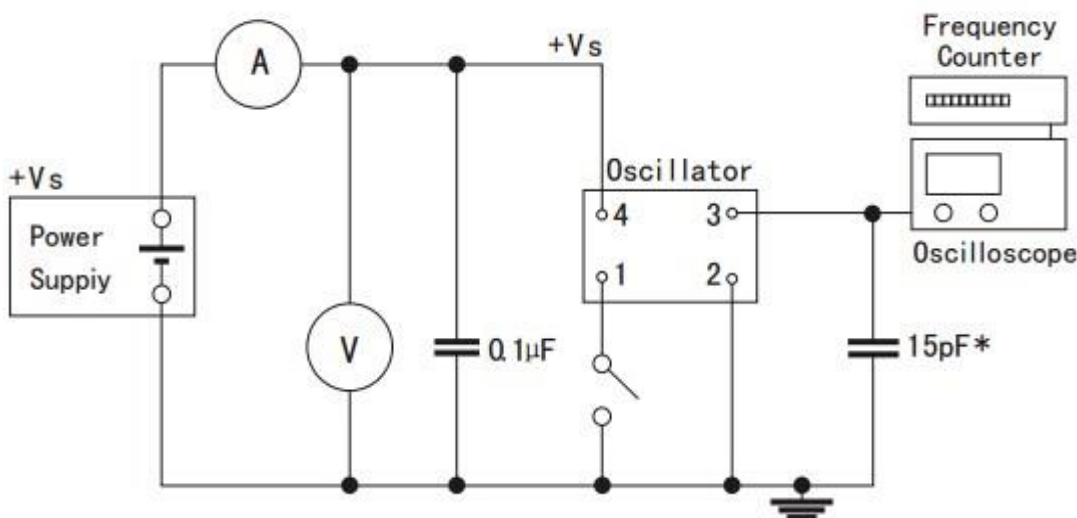 Frequency
Counter
A
+Vs
+Vs
Oscillator
Power
Suppiy
4
3
Oscilloscope
1
2
V
0.1μF
15pF*